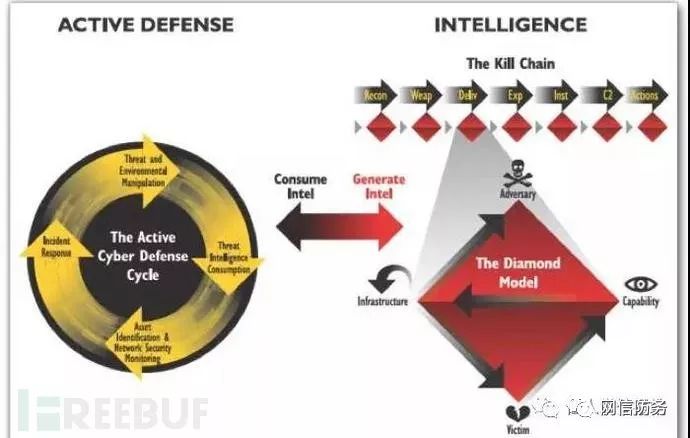 ACTIVE DEFENSE
INTELLIGENCE
The Kill Chain
Recon
Weap
Deliv
Exp
Inst
C2
Actions
Threat and
Environmental
Manipulation
Consume
Intel
Generate
Intel
Adversary
Incident
Response
The Active
Cyber Defense
Cycle
Threat
Intelligence
Consumption
The Diamond
Model
Infrastructure
Capability
Asset
Identification &
Network Security
Monitoring
REEBUF
人网信防务
Victim